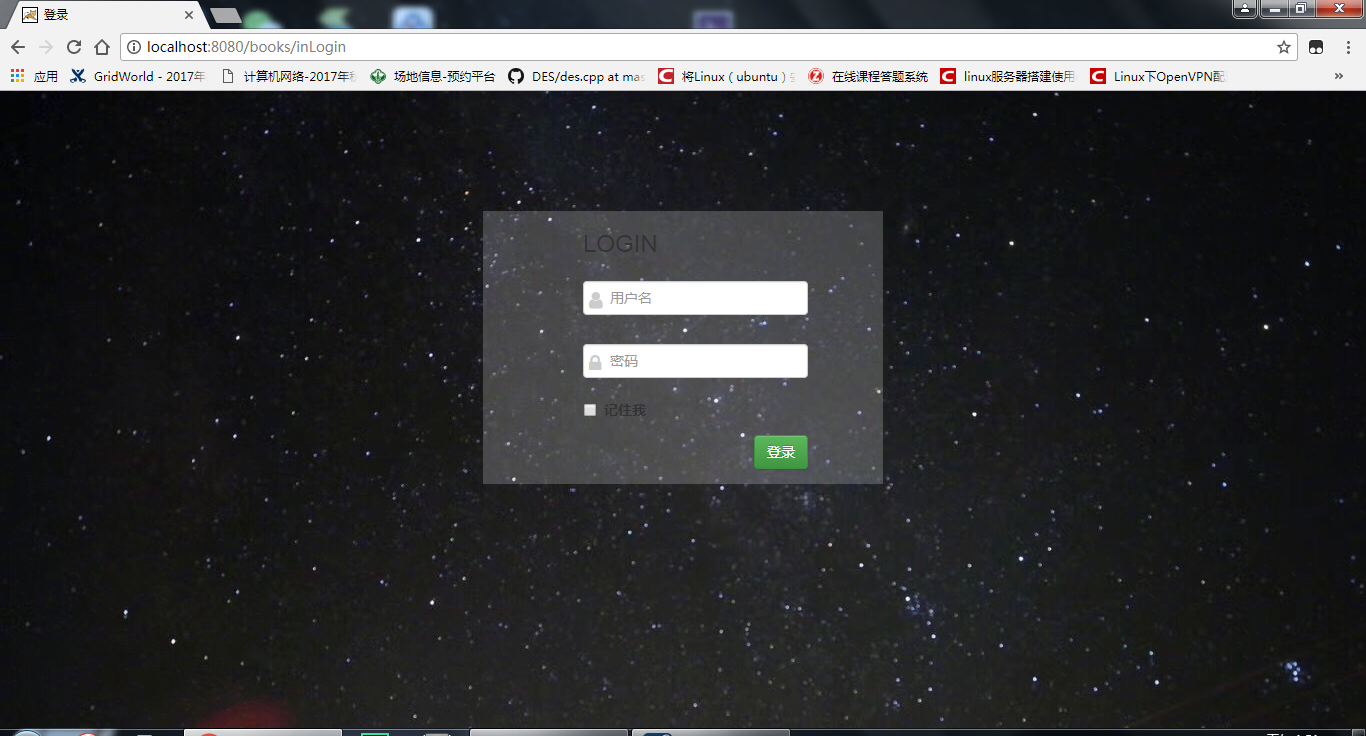 登录
localhost:8080/books/inLogin
应用 GridWorld - 2017年 计算机网络-2017年 场地信息-预约平台 DES/des.cpp at mas 将Linux（ubuntu） 在线课程答题系统 linux服务器搭建使用 Linux下OpenVPN配
LOGIN
用户名
密码
记住我
登录